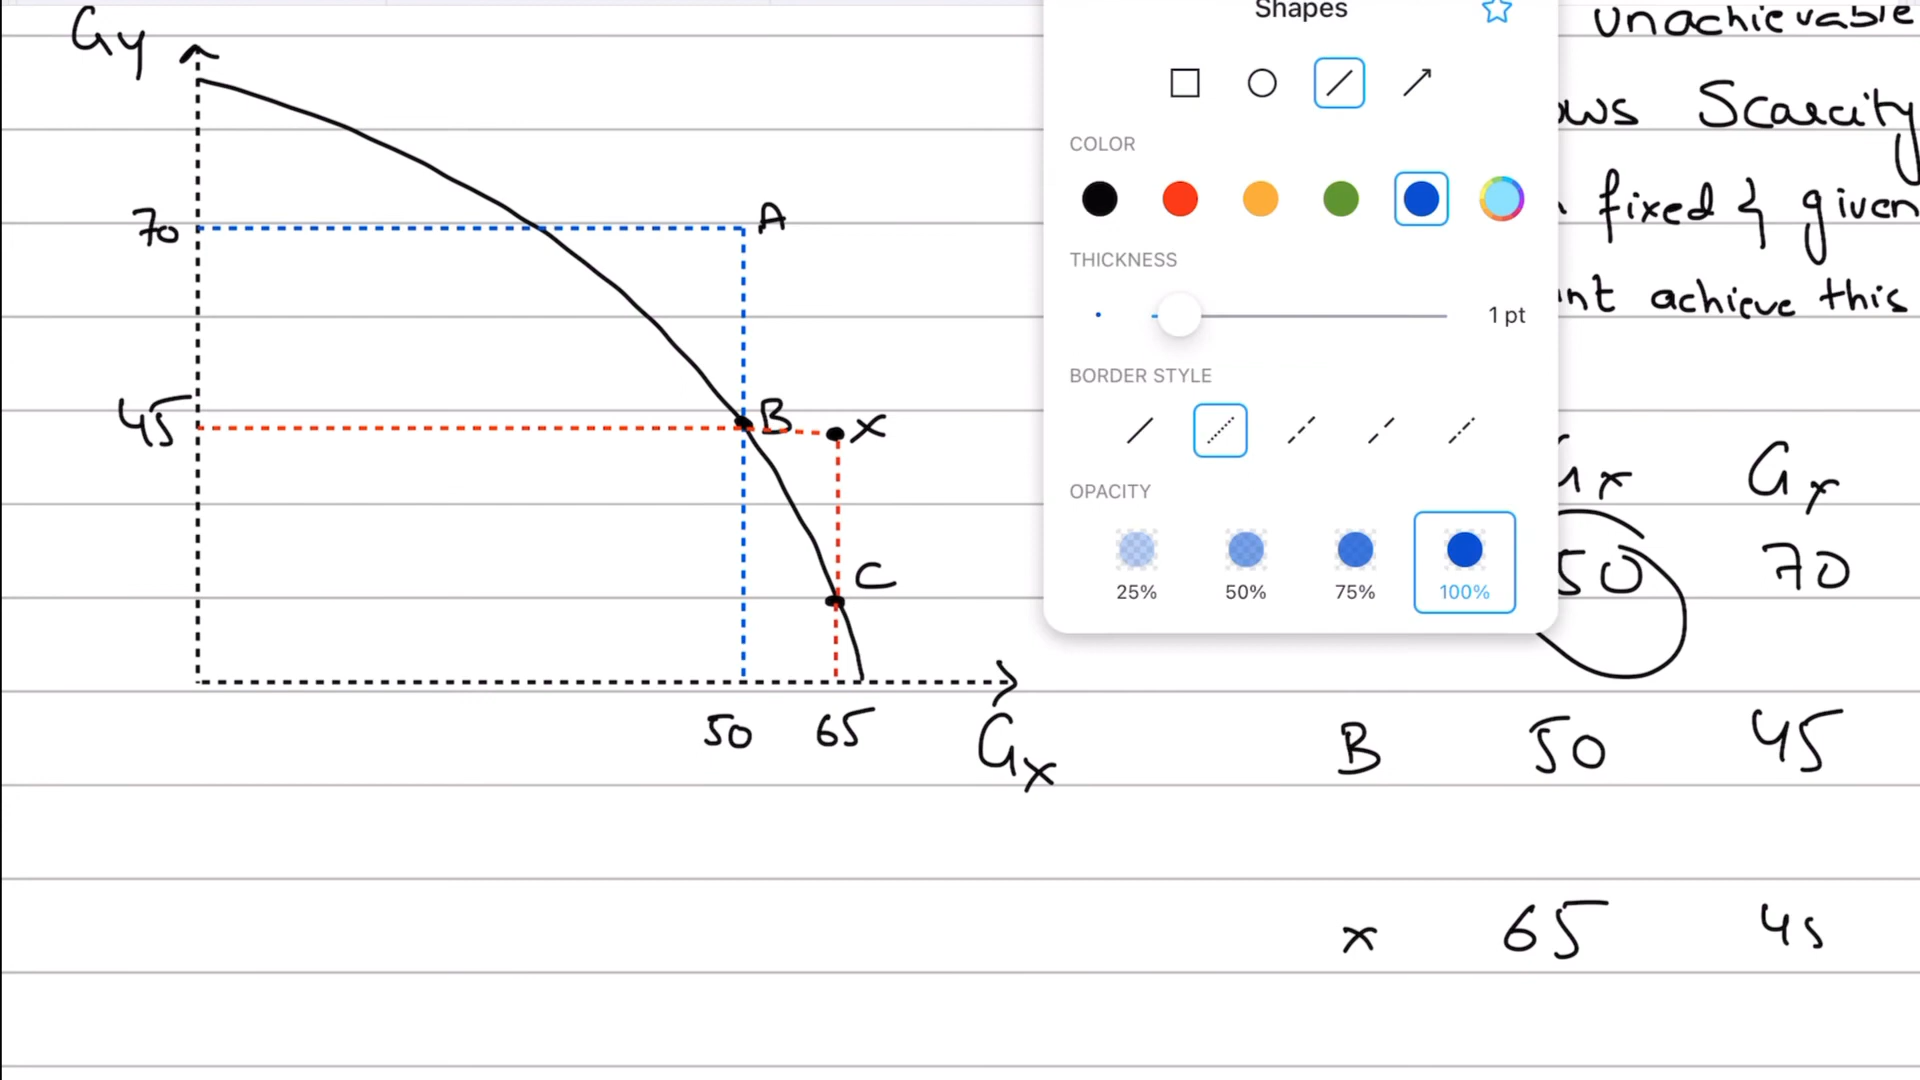 Gy
Shapes
unachievable
Scarcity
COLOR
fixed & given
70
A
THICKNESS
1 pt
achieve this
BORDER STYLE
45
B
x
Gx
OPACITY
C
50
70
25%
50%
75%
100%
50
65
Gx
B
50
45
x
65
45